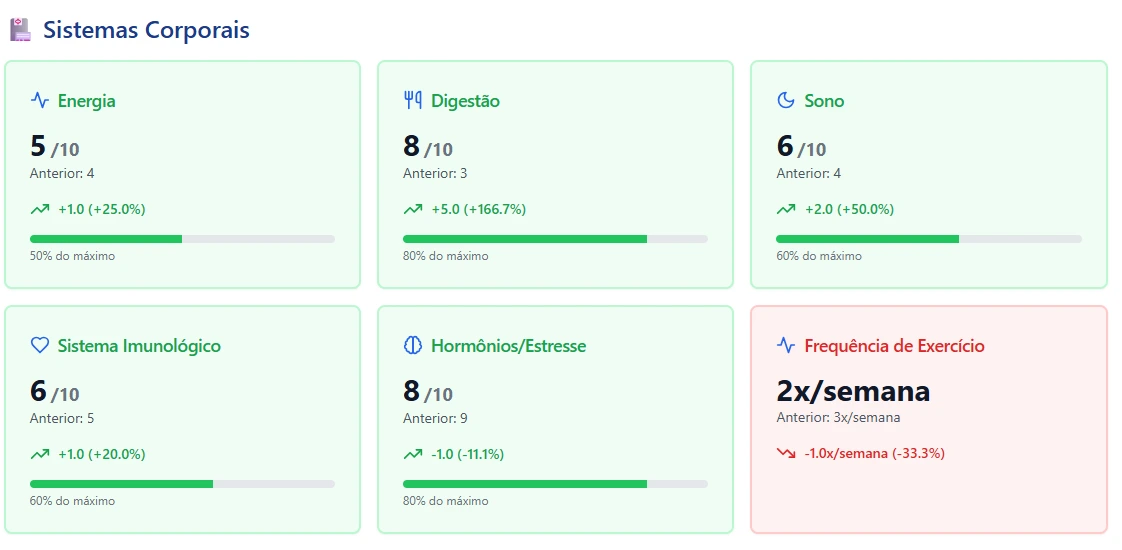 Sistemas Corporais
Energia
5 /10
Anterior: 4
+1.0 (+25.0%)
50% do máximo
Digestão
8 /10
Anterior: 3
+5.0 (+166.7%)
80% do máximo
Sono
6 /10
Anterior: 4
+2.0 (+50.0%)
60% do máximo
Sistema Imunológico
6 /10
Anterior: 5
+1.0 (+20.0%)
60% do máximo
Hormônios/Estresse
8 /10
Anterior: 9
-1.0 (-11.1%)
80% do máximo
Frequência de Exercício
2x/semana
Anterior: 3x/semana
-1.0x/semana (-33.3%)